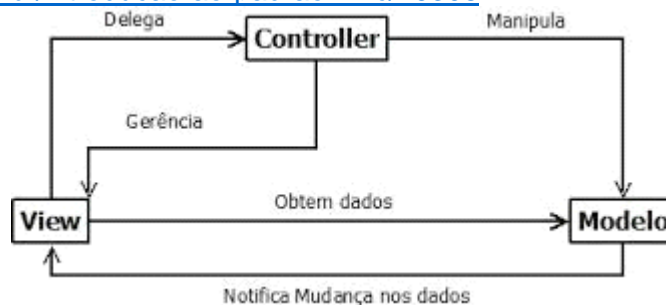 Delega
Manipula
Controller
Gerência
Obtem dados
View
Modelo
Notifica Mudança nos dados